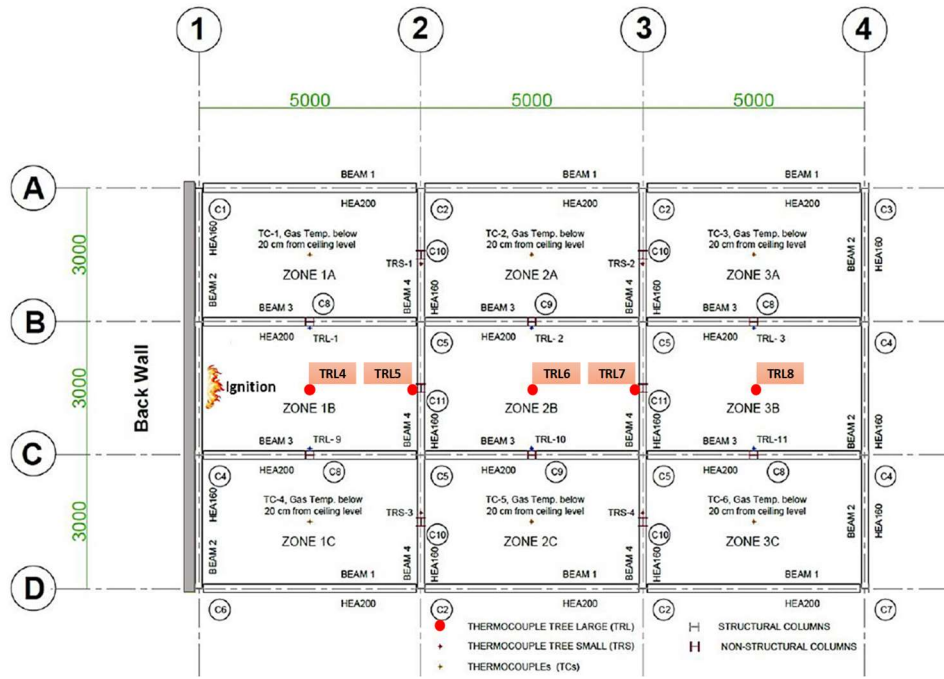 1 2 3 4
5000 5000 5000
A
BEAM 1 BEAM 1 BEAM 1
HEA200 HEA200 HEA200
C1 C2 C2 C3
3000
HEA160
BEAM 2
TC-1, Gas Temp. below
20 cm from ceiling level
ZONE 1A
C10
TRS-1
BEAM 4
HEA160
TC-2, Gas Temp. below
20 cm from ceiling level
ZONE 2A
C10
TRS-2
BEAM 4
HEA160
TC-3, Gas Temp. below
20 cm from ceiling level
ZONE 3A
BEAM 2
HEA160
BEAM 3 C8 BEAM 3 C9 BEAM 3 C8
B
HEA200 TRL-1 HEA200 TRL- 2 HEA200 TRL- 3
C5 C5 C4
3000
Back Wall
Ignition
TRL4 TRL5 TRL6 TRL7 TRL8
C11 C11
ZONE 1B ZONE 2B ZONE 3B
BEAM 4
HEA160
BEAM 4
HEA160
BEAM 2
HEA160
BEAM 3 TRL- 9 BEAM 3 TRL-10 BEAM 3 TRL-11
C
HEA200 C8 HEA200 C9 HEA200 C8
C4 C5 C5 C4
3000
HEA160
BEAM 2
TC-4, Gas Temp. below
20 cm from ceiling level
ZONE 1C
TRS-3
C10
BEAM 4
HEA160
TC-5, Gas Temp. below
20 cm from ceiling level
ZONE 2C
TRS-4
C10
BEAM 4
HEA160
TC-6, Gas Temp. below
20 cm from ceiling level
ZONE 3C
BEAM 2
HEA160
BEAM 1 BEAM 1 BEAM 1
D
HEA200 HEA200 HEA200
C6 C2 C2 C7
THERMOCOUPLE TREE LARGE (TRL)
THERMOCOUPLE TREE SMALL (TRS)
THERMOCOUPLEs (TCs)
STRUCTURAL COLUMNS
NON-STRUCTURAL COLUMNS